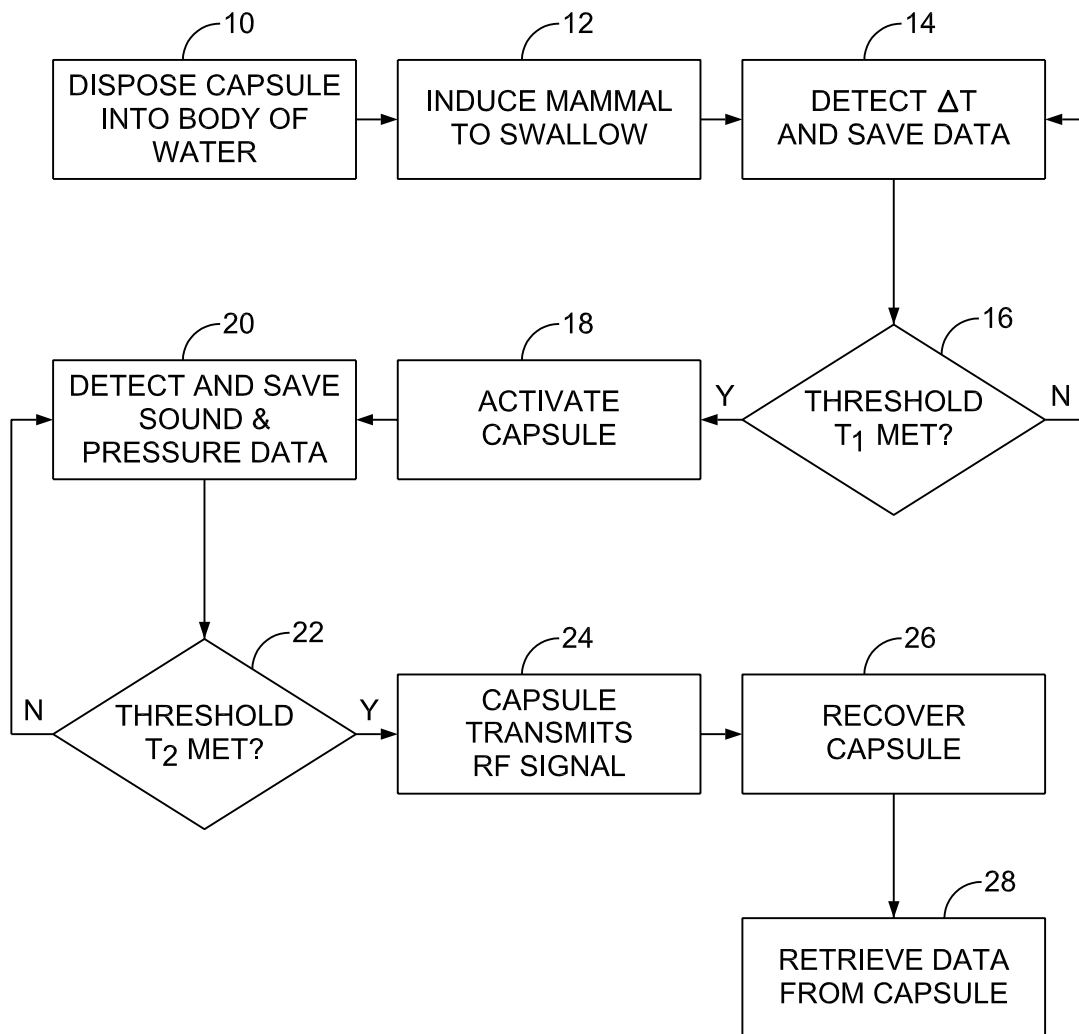 10
DISPOSE CAPSULE
INTO BODY OF
WATER
12
INDUCE MAMMAL
TO SWALLOW
14
DETECT ΔT
AND SAVE DATA
16
THRESHOLD
T1 MET?
Y
N
18
ACTIVATE
CAPSULE
20
DETECT AND SAVE
SOUND &
PRESSURE DATA
22
THRESHOLD
T2 MET?
N
Y
24
CAPSULE
TRANSMITS
RF SIGNAL
26
RECOVER
CAPSULE
28
RETRIEVE DATA
FROM CAPSULE